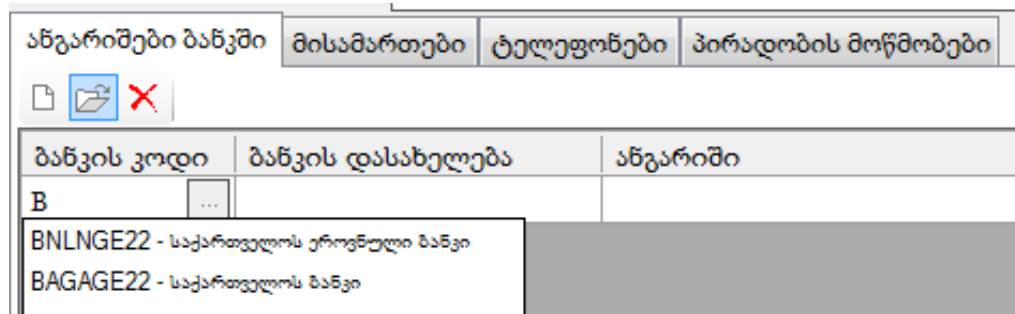 ანგარიშები ბანკში მისამართები ტელეფონები პირადობის მოწმობები
ბანკის კოდი ბანკის დასახელება ანგარიში
B ...
BNLNGE22 - საქართველოს ეროვნული ბანკი
BAGAGE22 - საქართველოს ბანკი